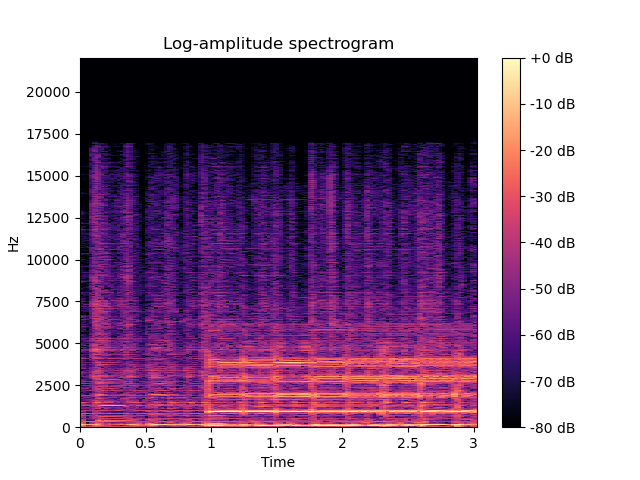 Log-amplitude spectrogram
20000
17500
15000
12500
10000
7500
5000
2500
0
Hz
0 0.5 1 1.5 2 2.5 3
Time
+0 dB
-10 dB
-20 dB
-30 dB
-40 dB
-50 dB
-60 dB
-70 dB
-80 dB